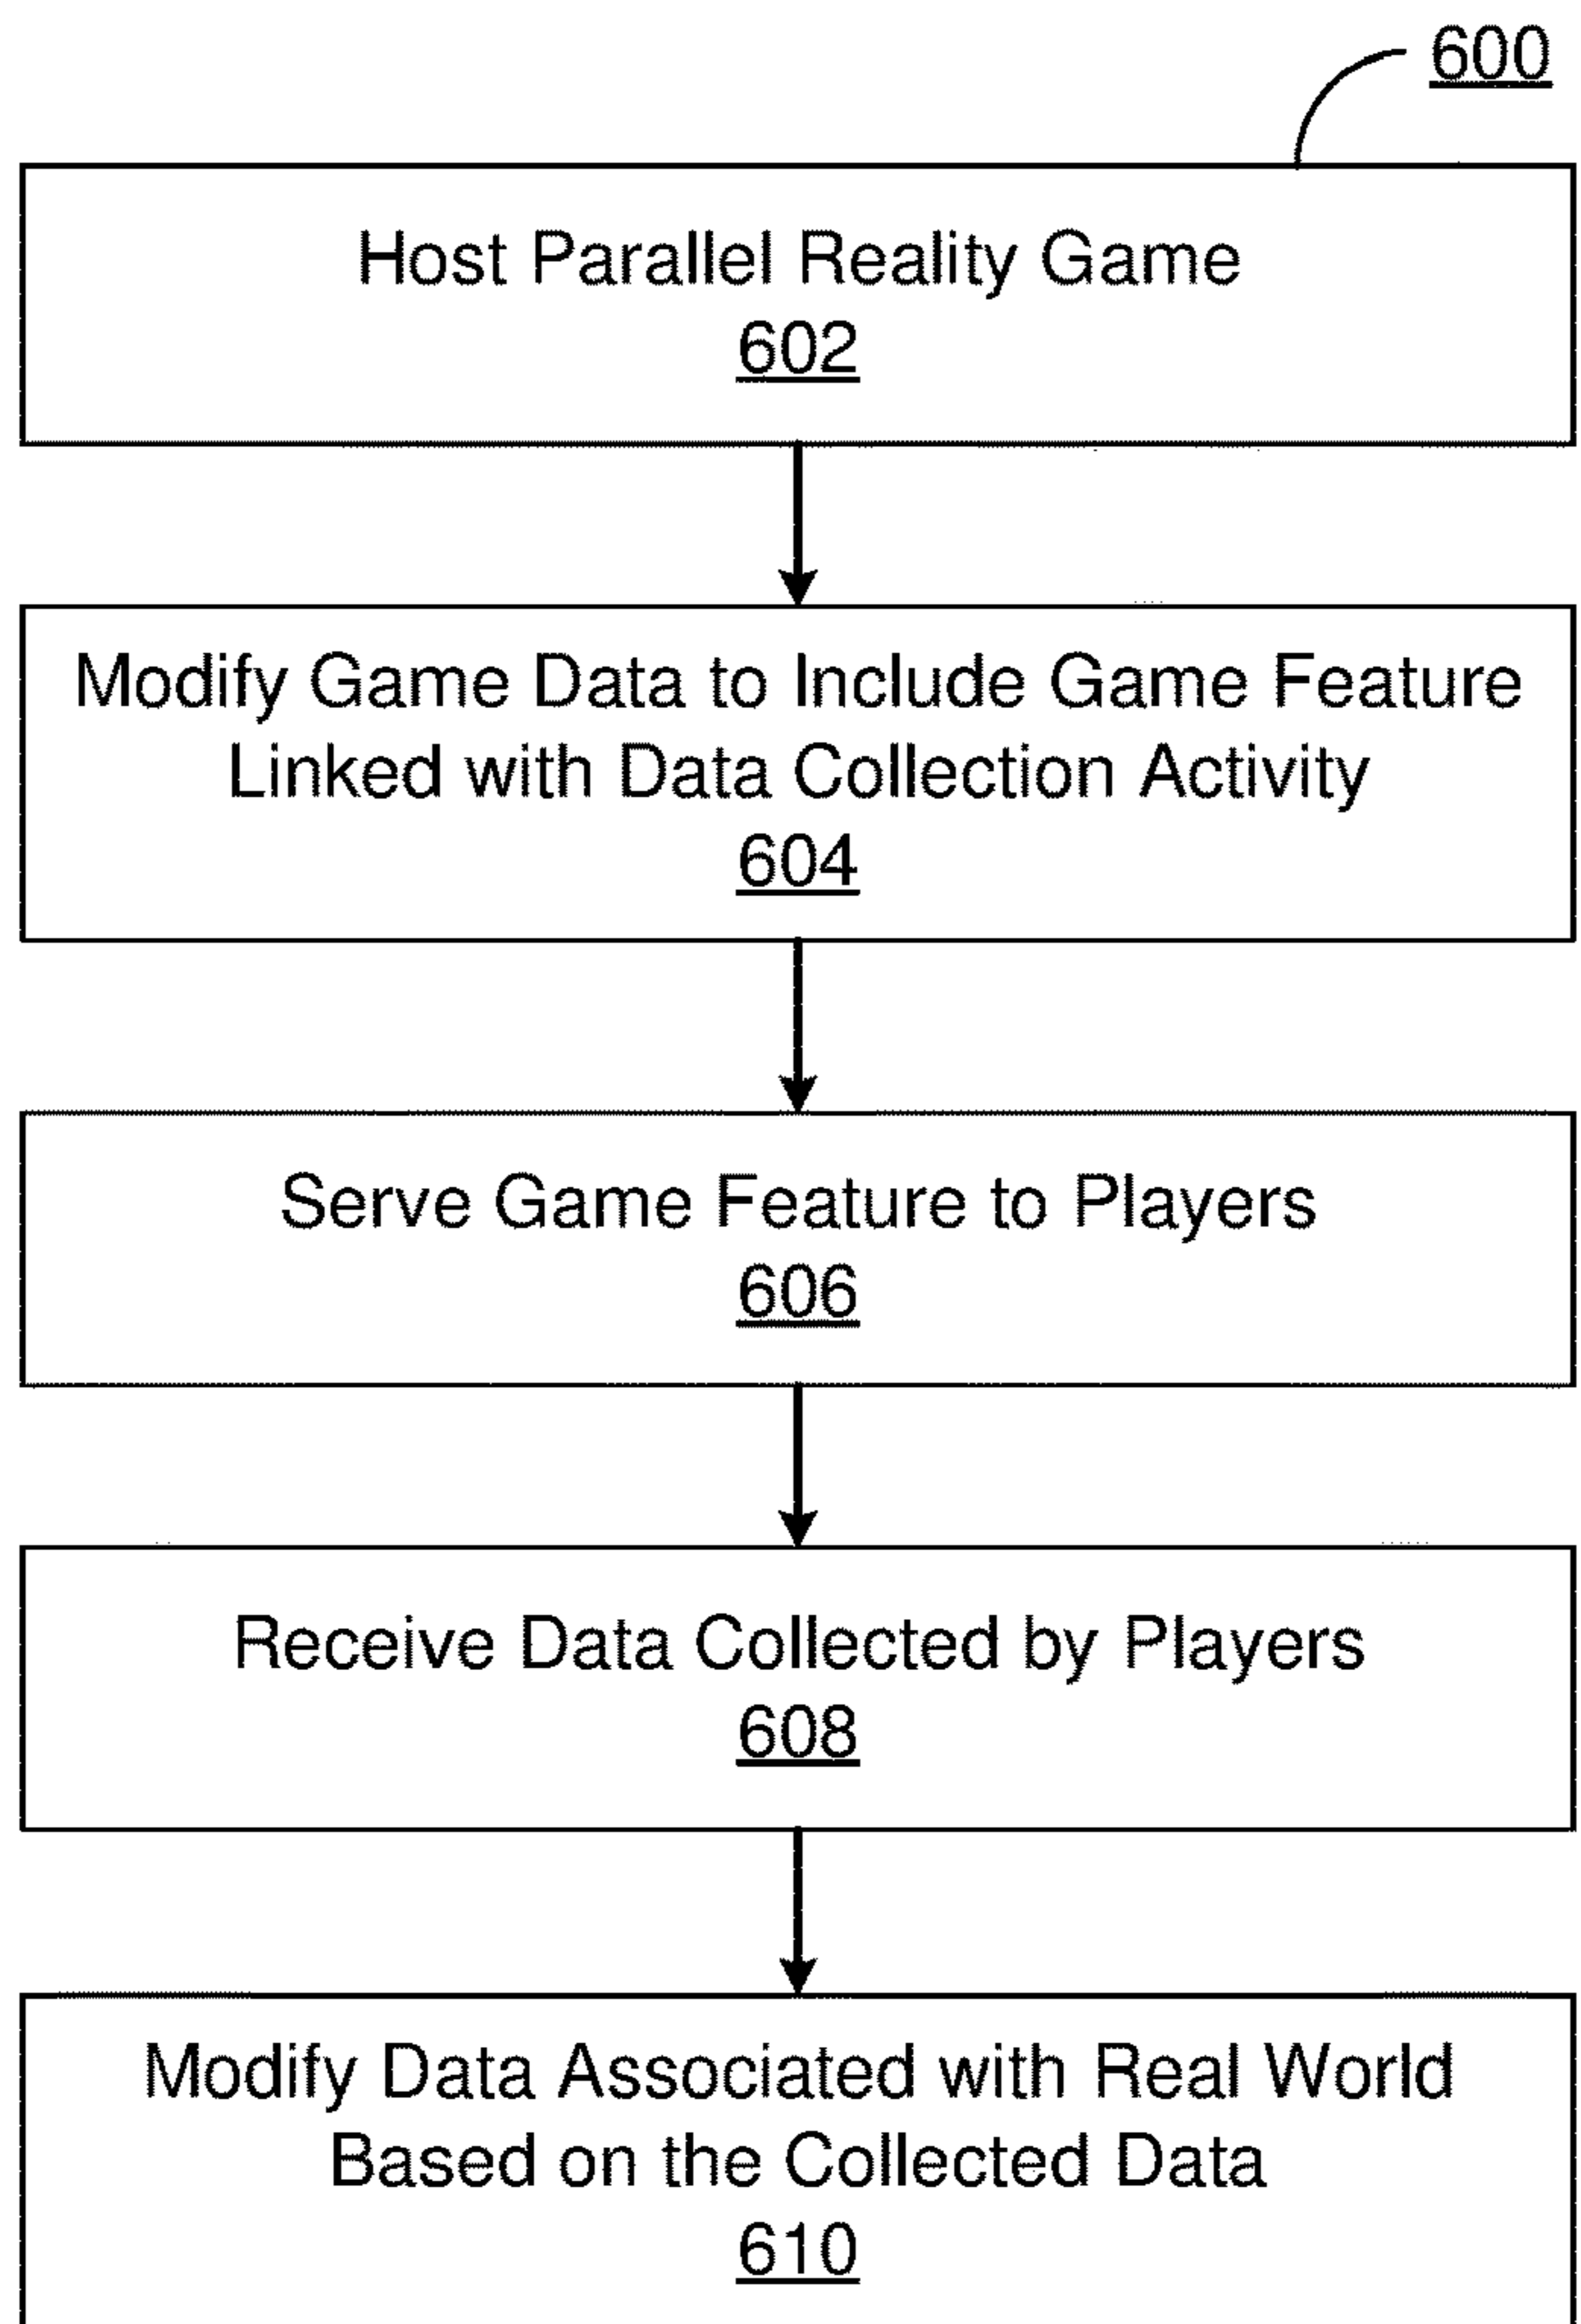 600
Host Parallel Reality Game
602
Modify Game Data to Include Game Feature
Linked with Data Collection Activity
604
Serve Game Feature to Players
606
Receive Data Collected by Players
608
Modify Data Associated with Real World
Based on the Collected Data
610